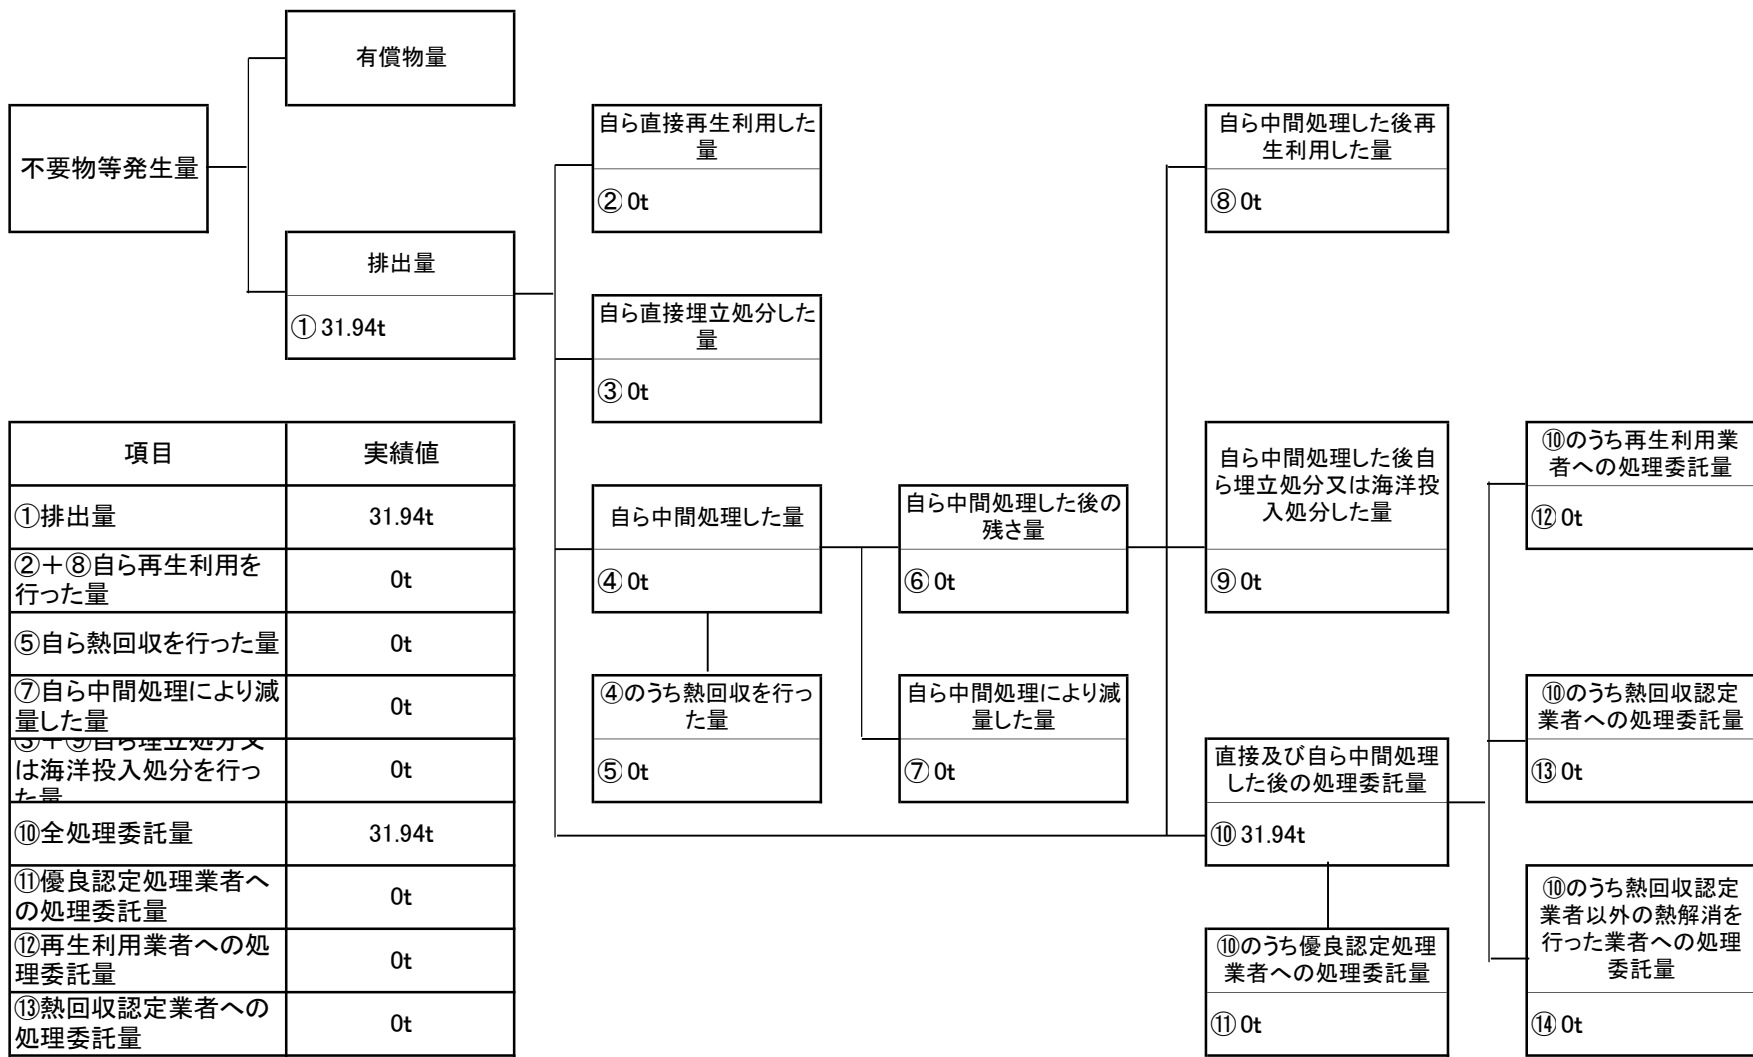 有償物量
不要物等発生量
排出量
① 31.94t
自ら直接再生利用した
量
② 0t
自ら直接埋立処分した
量
③ 0t
自ら中間処理した量
④ 0t
④のうち熱回収を行っ
た量
⑤ 0t
自ら中間処理した後の
残さ量
⑥ 0t
自ら中間処理により減
量した量
⑦ 0t
自ら中間処理した後再
生利用した量
⑧ 0t
自ら中間処理した後自
ら埋立処分又は海洋投
入処分した量
⑨ 0t
直接及び自ら中間処理
した後の処理委託量
⑩ 31.94t
⑩のうち優良認定処理
業者への処理委託量
⑪ 0t
⑩のうち再生利用業
者への処理委託量
⑫ 0t
⑩のうち熱回収認定
業者への処理委託量
⑬ 0t
⑩のうち熱回収認定
業者以外の熱解消を
行った業者への処理
委託量
⑭ 0t
項目 実績値
①排出量 31.94t
②+⑧自ら再生利用を
行った量 0t
⑤自ら熱回収を行った量 0t
⑦自ら中間処理により減
量した量 0t
③+⑨自ら埋立処分又
は海洋投入処分を行っ
た量 0t
⑩全処理委託量 31.94t
⑪優良認定処理業者へ
の処理委託量 0t
⑫再生利用業者への処
理委託量 0t
⑬熱回収認定業者への
処理委託量 0t